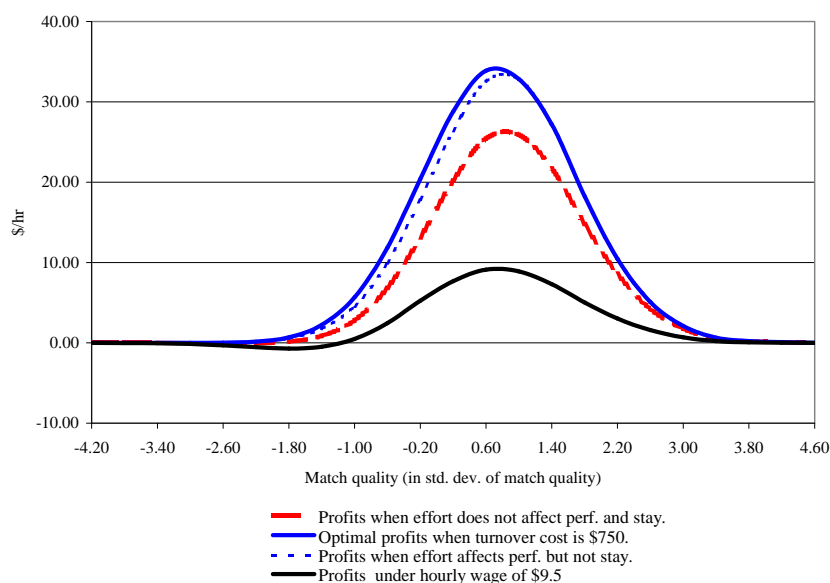 40.00
30.00
20.00
10.00
0.00
-10.00
$/hr
-4.20 -3.40 -2.60 -1.80 -1.00 -0.20 0.60 1.40 2.20 3.00 3.80 4.60
Match quality (in std. dev. of match quality)
Profits when effort does not affect perf. and stay.
Optimal profits when turnover cost is $750.
Profits when effort affects perf. but not stay.
Profits under hourly wage of $9.5